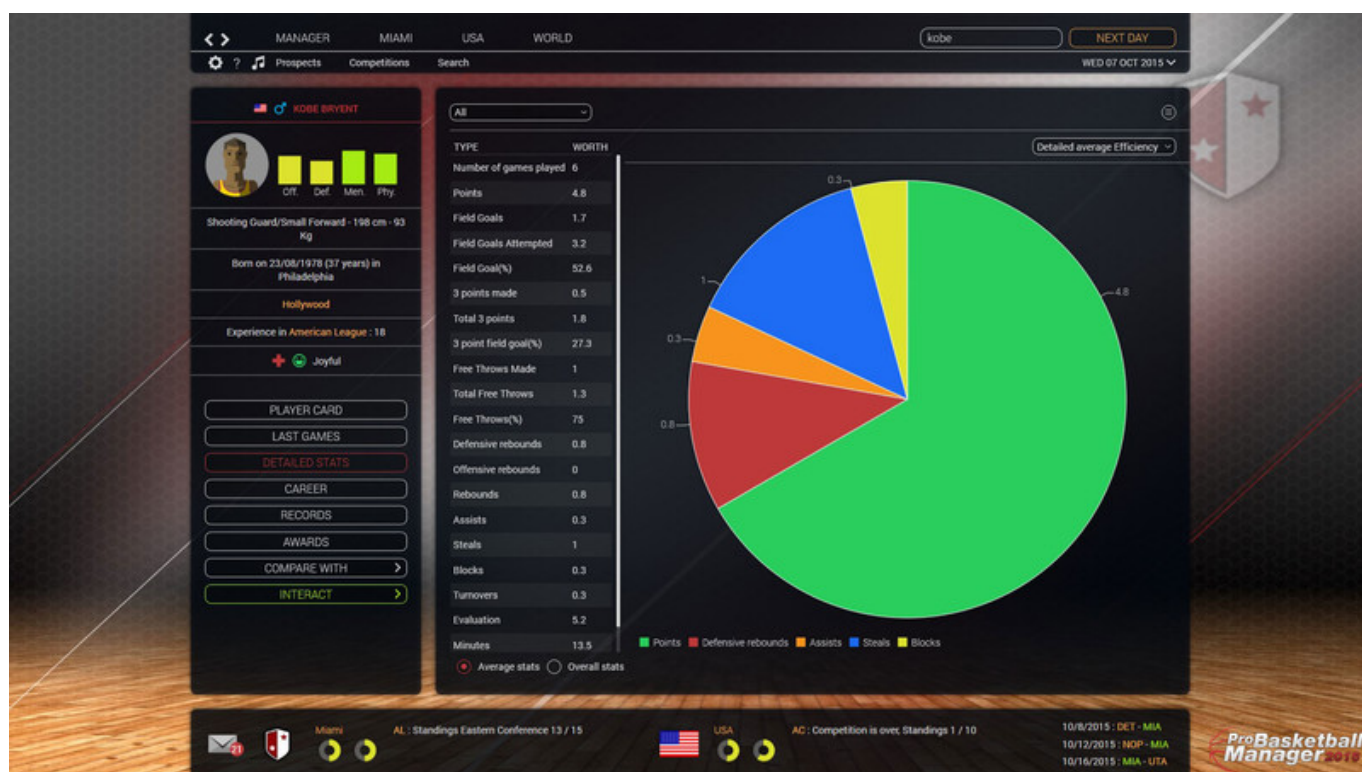 MANAGER MIAMI USA WORLD kobe NEXT DAY
? Prospects Competitions Search WED 07 OCT 2015
KOBE BRYENT
Off. Def. Men. Phy.
Shooting Guard/Small Forward - 198 cm - 93
Kg
Born on 23/08/1978 (37 years) in
Philadelphia
Hollywood
Experience in American League : 18
Joyful
PLAYER CARD
LAST GAMES
DETAILED STATS
CAREER
RECORDS
AWARDS
COMPARE WITH >
INTERACT >
All
TYPE WORTH
Number of games played 6
Points 4.8
Field Goals 1.7
Field Goals Attempted 3.2
Field Goal(%) 52.6
3 points made 0.5
Total 3 points 1.8
3 point field goal(%) 27.3
Free Throws Made 1
Total Free Throws 1.3
Free Throws(%) 75
Defensive rebounds 0.8
Offensive rebounds 0
Rebounds 0.8
Assists 0.3
Steals 1
Blocks 0.3
Turnovers 0.3
Evaluation 5.2
Minutes 13.5
Average stats Overall stats
Detailed average Efficiency
0.3
1
4.8
0.3
0.8
Points Defensive rebounds Assists Steals Blocks
21
Miami
AL : Standings Eastern Conference 13 / 15
USA
AC : Competition is over, Standings 1 / 10
10/8/2015 : DET - MIA
10/12/2015 : NOP - MIA
10/16/2015 : MIA - UTA
ProBasketball
Manager 2016